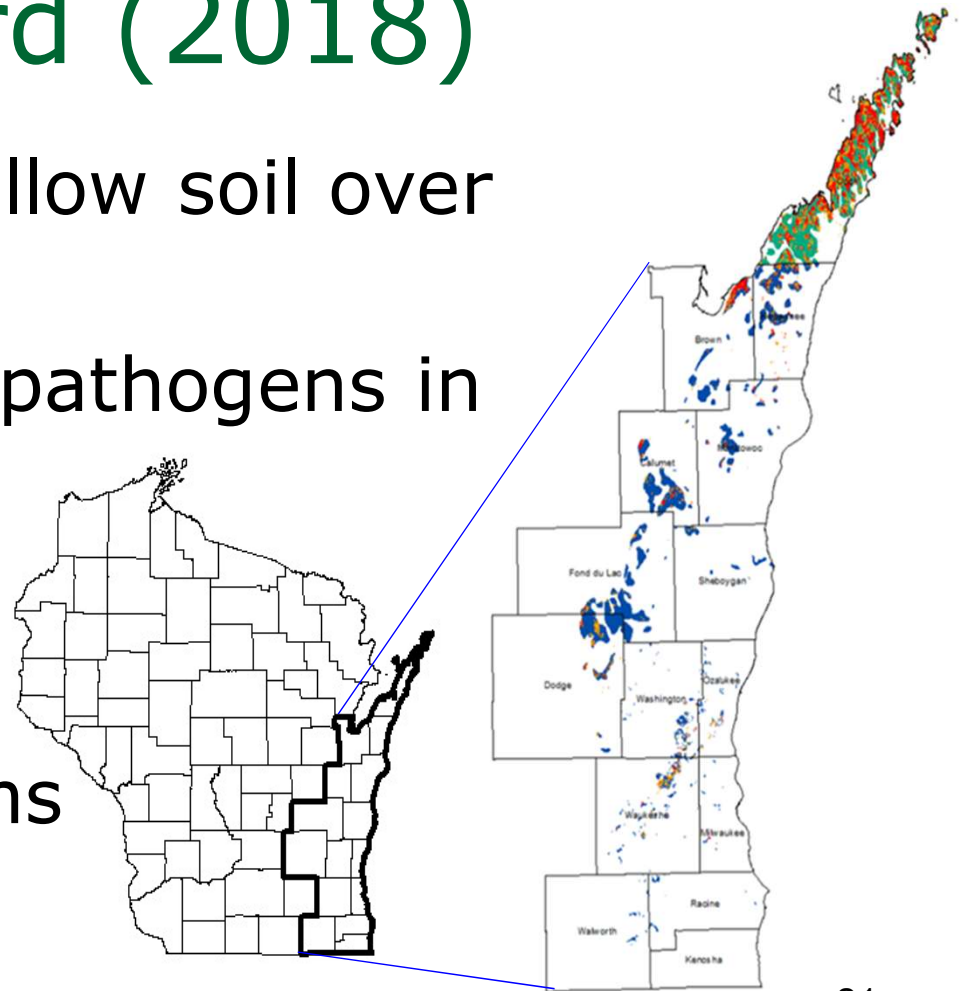 rd (2018)
llow soil over
pathogens in
ns
Brown
Calumet
Fond du Lac
Sheboygan
Dodge
Washington
Ozaukee
Waukesha
Milwaukee
Racine
Walworth
Kenosha